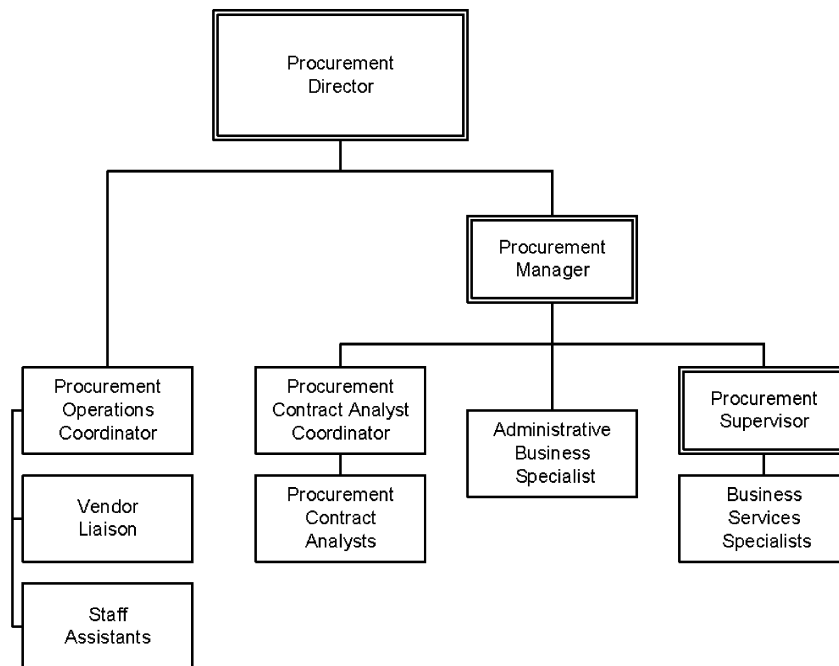 Procurement
Director
Procurement
Manager
Procurement
Operations
Coordinator
Procurement
Contract Analyst
Coordinator
Administrative
Business
Specialist
Procurement
Supervisor
Vendor
Liaison
Procurement
Contract
Analysts
Business
Services
Specialists
Staff
Assistants